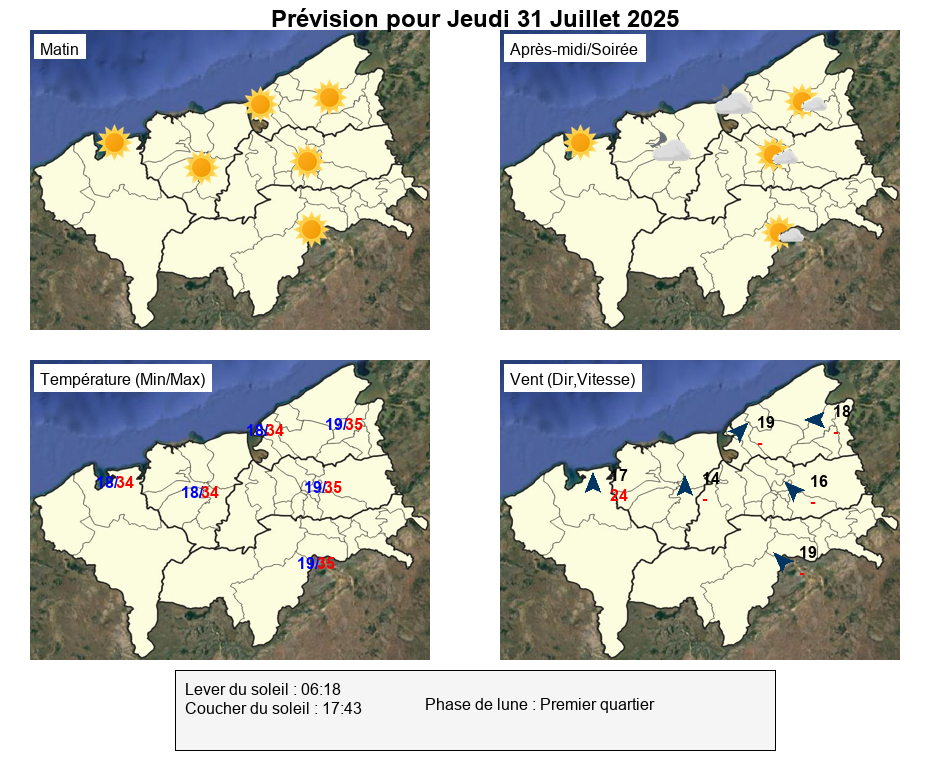 Prévision pour Jeudi 31 Juillet 2025
Matin
Après-midi/Soirée
Température (Min/Max)
18/34
19/35
18/34
18/34
19/35
19/35
Vent (Dir,Vitesse)
19
-
18
-
17
24
14
-
16
-
19
-
Lever du soleil : 06:18
Coucher du soleil : 17:43
Phase de lune : Premier quartier